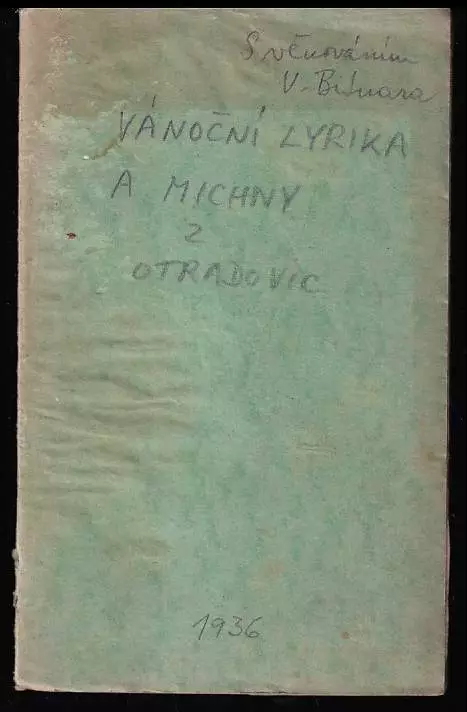 S věnováním
V. Bitnara
VÁNOČNÍ LYRIKA
A MICHNY
Z
OTRADOVIC
1936